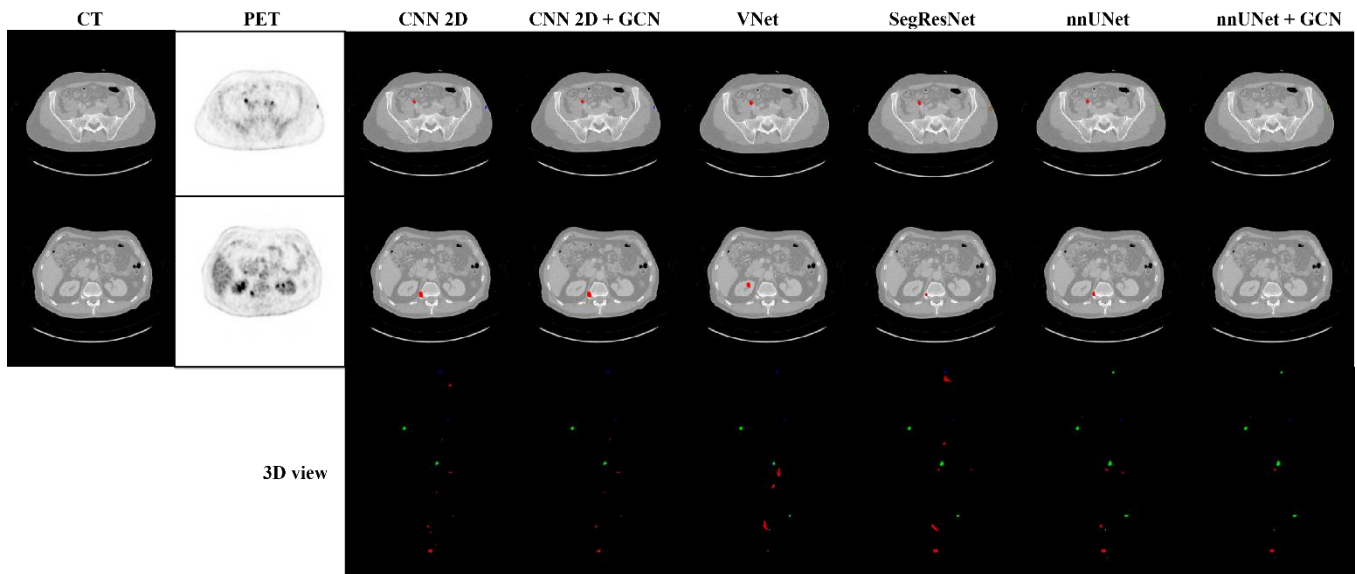 CT PET CNN 2D CNN 2D + GCN VNet SegResNet nnUNet nnUNet + GCN
3D view